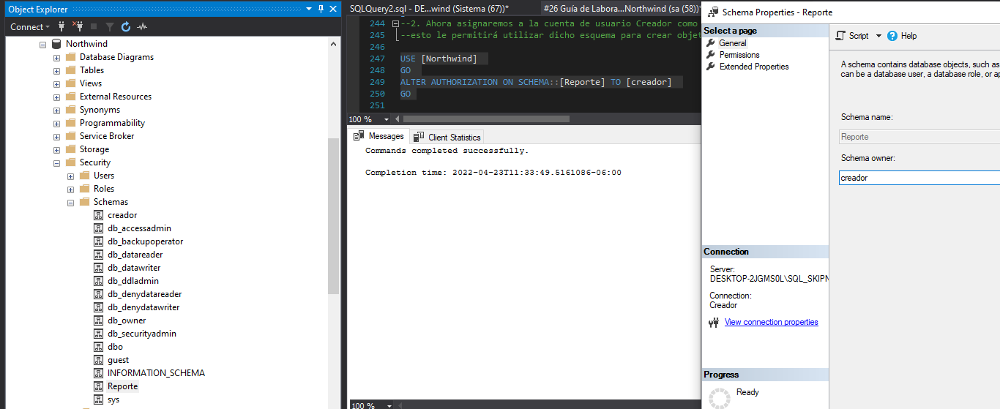 Object Explorer
Connect
Northwind
Database Diagrams
Tables
Views
External Resources
Synonyms
Programmability
Service Broker
Storage
Security
Users
Roles
Schemas
creador
db_accessadmin
db_backupoperator
db_datareader
db_datawriter
db_ddladmin
db_denydatareader
db_denydatawriter
db_owner
db_securityadmin
dbo
guest
INFORMATION_SCHEMA
Reporte
sys
SQLQuery2.sql - DE...wind (Sistema (67))*
#26 Guía de Labora...Northwind (sa (58))*
244 --2. Ahora asignaremos a la cuenta de usuario Creador como
245 --esto le permitirá utilizar dicho esquema para crear obje
246
247 USE [Northwind]
248 GO
249 ALTER AUTHORIZATION ON SCHEMA::[Reporte] TO [creador]
250 GO
251
100 %
Messages
Client Statistics
Commands completed successfully.
Completion time: 2022-04-23T11:33:49.5161086-06:00
100 %
Schema Properties - Reporte
Select a page
General
Permissions
Extended Properties
Connection
Server:
DESKTOP-2JGMS0L\SQL_SKIPN
Connection:
Creador
View connection properties
Progress
Ready
Script
Help
A schema contains database objects, such as
can be a database user, a database role, or ap
Schema name:
Reporte
Schema owner:
creador